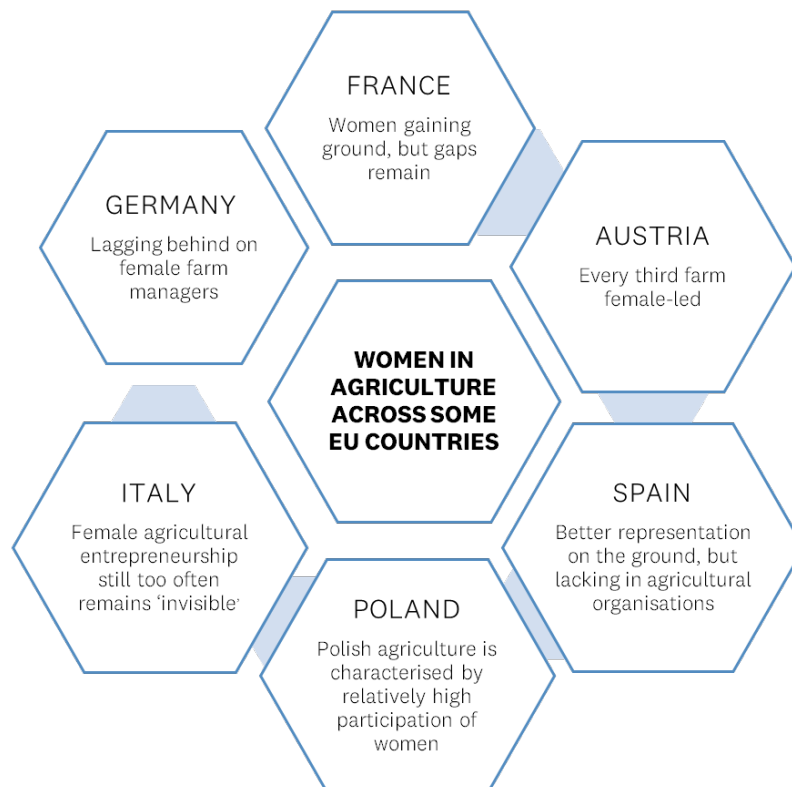 FRANCE
Women gaining
ground, but gaps
remain
GERMANY
Lagging behind on
female farm
managers
AUSTRIA
Every third farm
female-led
WOMEN IN
AGRICULTURE
ACROSS SOME
EU COUNTRIES
ITALY
Female agricultural
entrepreneurship
still too often
remains ‘invisible’
SPAIN
Better representation
on the ground, but
lacking in agricultural
organisations
POLAND
Polish agriculture is
characterised by
relatively high
participation of
women